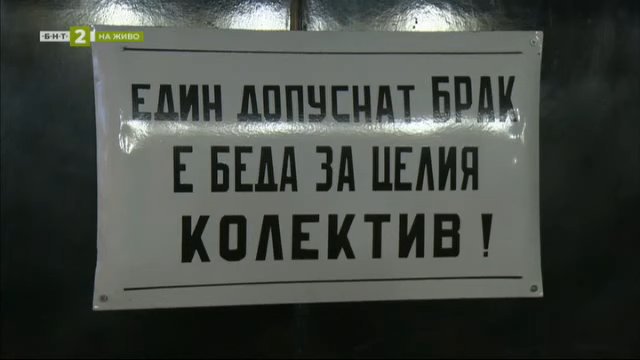 БНТ 2 НА ЖИВО
ЕДИН ДОПУСНАТ БРАК
Е БЕДА ЗА ЦЕЛИЯ
КОЛЕКТИВ!